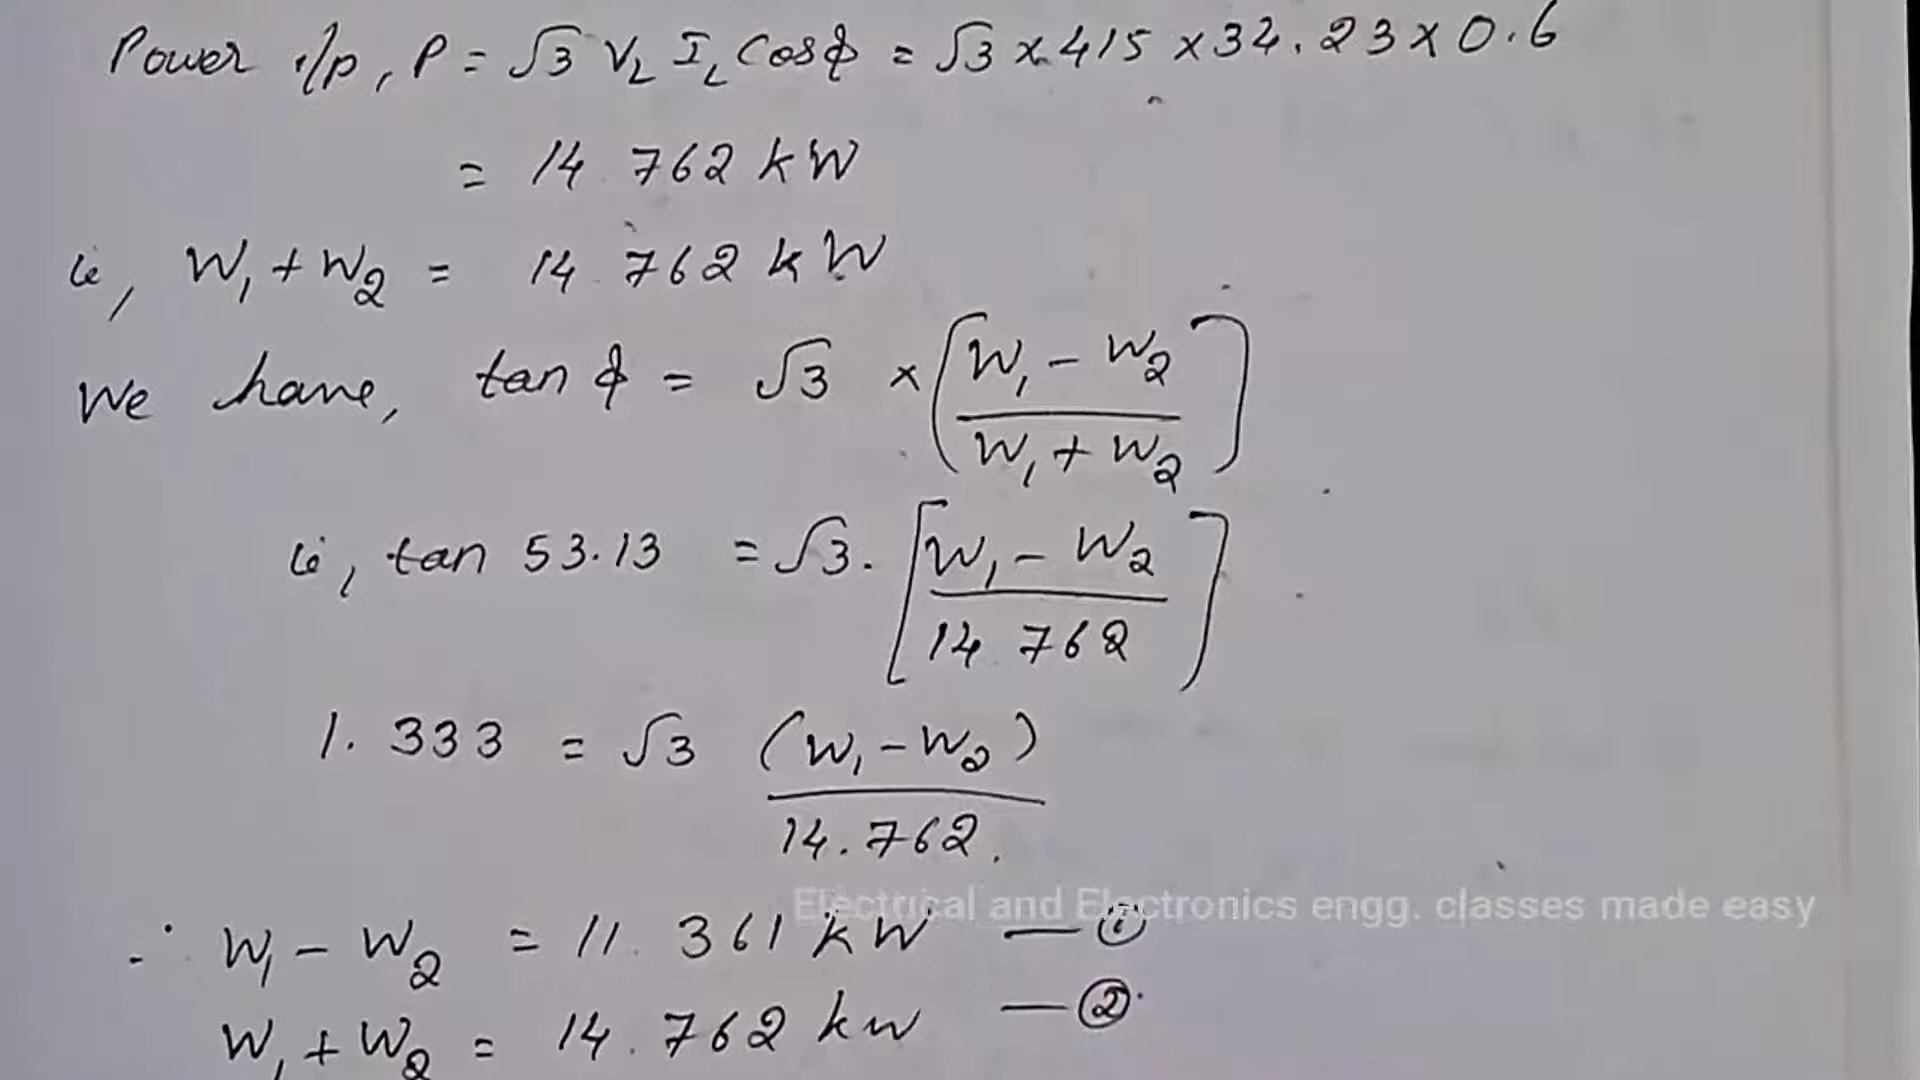 Power i/p, P = √3 V_L I_L Cosϕ = √3 × 415 × 34.23 × 0.6
= 14.762 kW
ie, W₁ + W₂ = 14.762 kW
We have, tan ϕ = √3 × [W₁ - W₂ / W₁ + W₂]
ie, tan 53.13 = √3 . [W₁ - W₂ / 14.762]
1.333 = √3 (W₁ - W₂) / 14.762.
Electrical and Electronics engg. classes made easy
∴ W₁ - W₂ = 11.361 kW — ①
W₁ + W₂ = 14.762 kw — ②